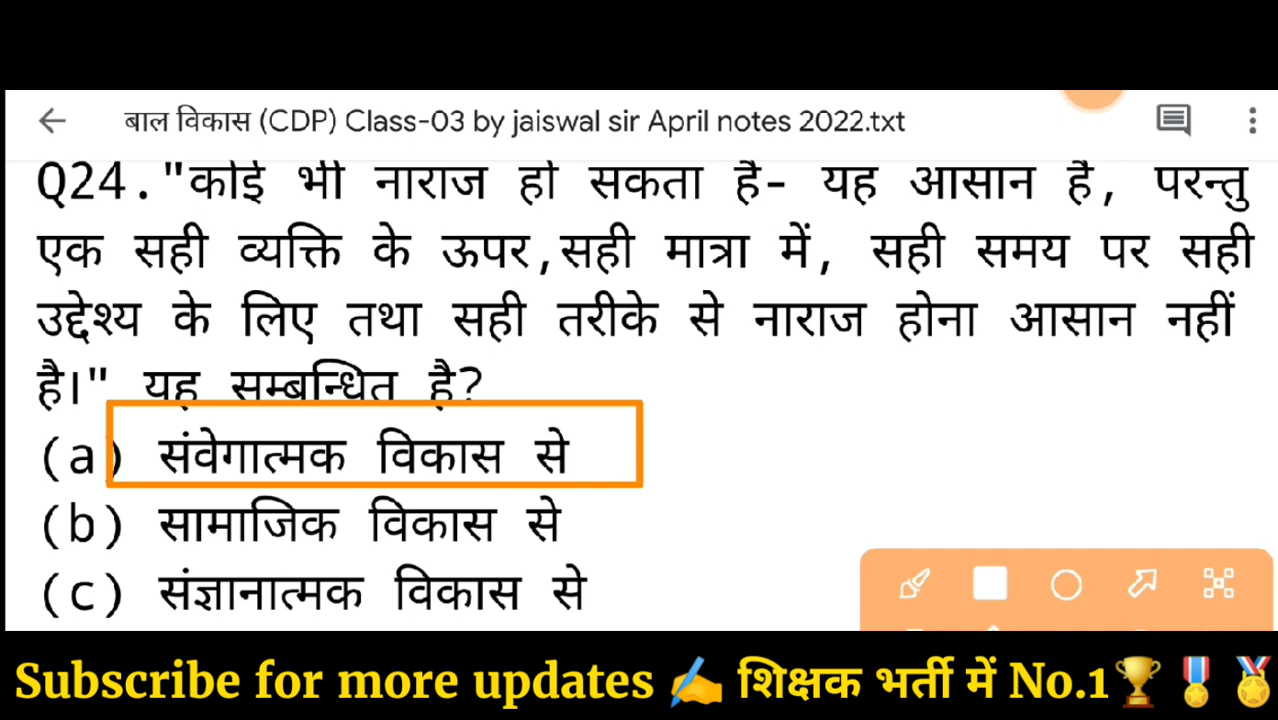 बाल विकास (CDP) Class-03 by jaiswal sir April notes 2022.txt
Q24."कोई भी नाराज हो सकता है- यह आसान है, परन्तु
एक सही व्यक्ति के ऊपर,सही मात्रा में, सही समय पर सही
उद्देश्य के लिए तथा सही तरीके से नाराज होना आसान नहीं
है।" यह सम्बन्धित है?
(a) संवेगात्मक विकास से
(b) सामाजिक विकास से
(c) संज्ञानात्मक विकास से
Subscribe for more updates ✍️ शिक्षक भर्ती में No.1🏆🎖️🥇